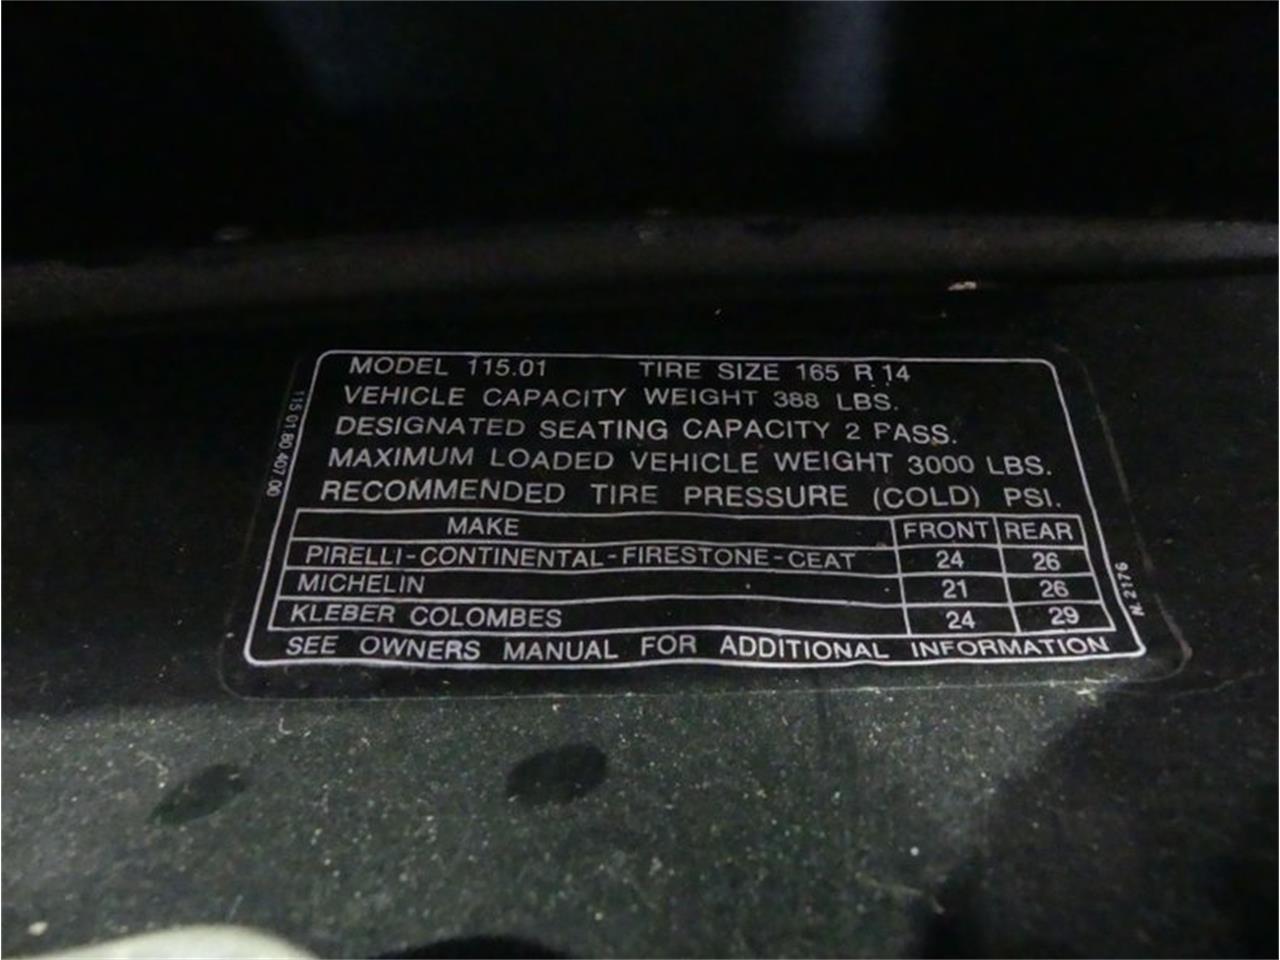 MODEL 115.01 TIRE SIZE 165 R 14
VEHICLE CAPACITY WEIGHT 388 LBS.
DESIGNATED SEATING CAPACITY 2 PASS.
MAXIMUM LOADED VEHICLE WEIGHT 3000 LBS.
RECOMMENDED TIRE PRESSURE (COLD) PSI.
MAKE FRONT REAR
PIRELLI-CONTINENTAL-FIRESTONE-CEAT 24 26
MICHELIN 21 26
KLEBER COLOMBES 24 29
SEE OWNERS MANUAL FOR ADDITIONAL INFORMATION
115.01.80.407.00
N. 2176